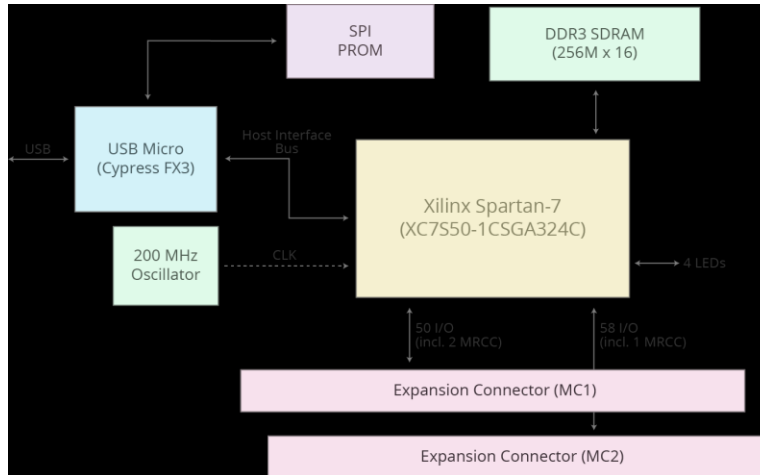 SPI
PROM
DDR3 SDRAM
(256M x 16)
USB
USB Micro
(Cypress FX3)
Host Interface
Bus
Xilinx Spartan-7
(XC7S50-1CSGA324C)
200 MHz
Oscillator
CLK
4 LEDs
50 I/O
(incl. 2 MRCC)
58 I/O
(incl. 1 MRCC)
Expansion Connector (MC1)
Expansion Connector (MC2)